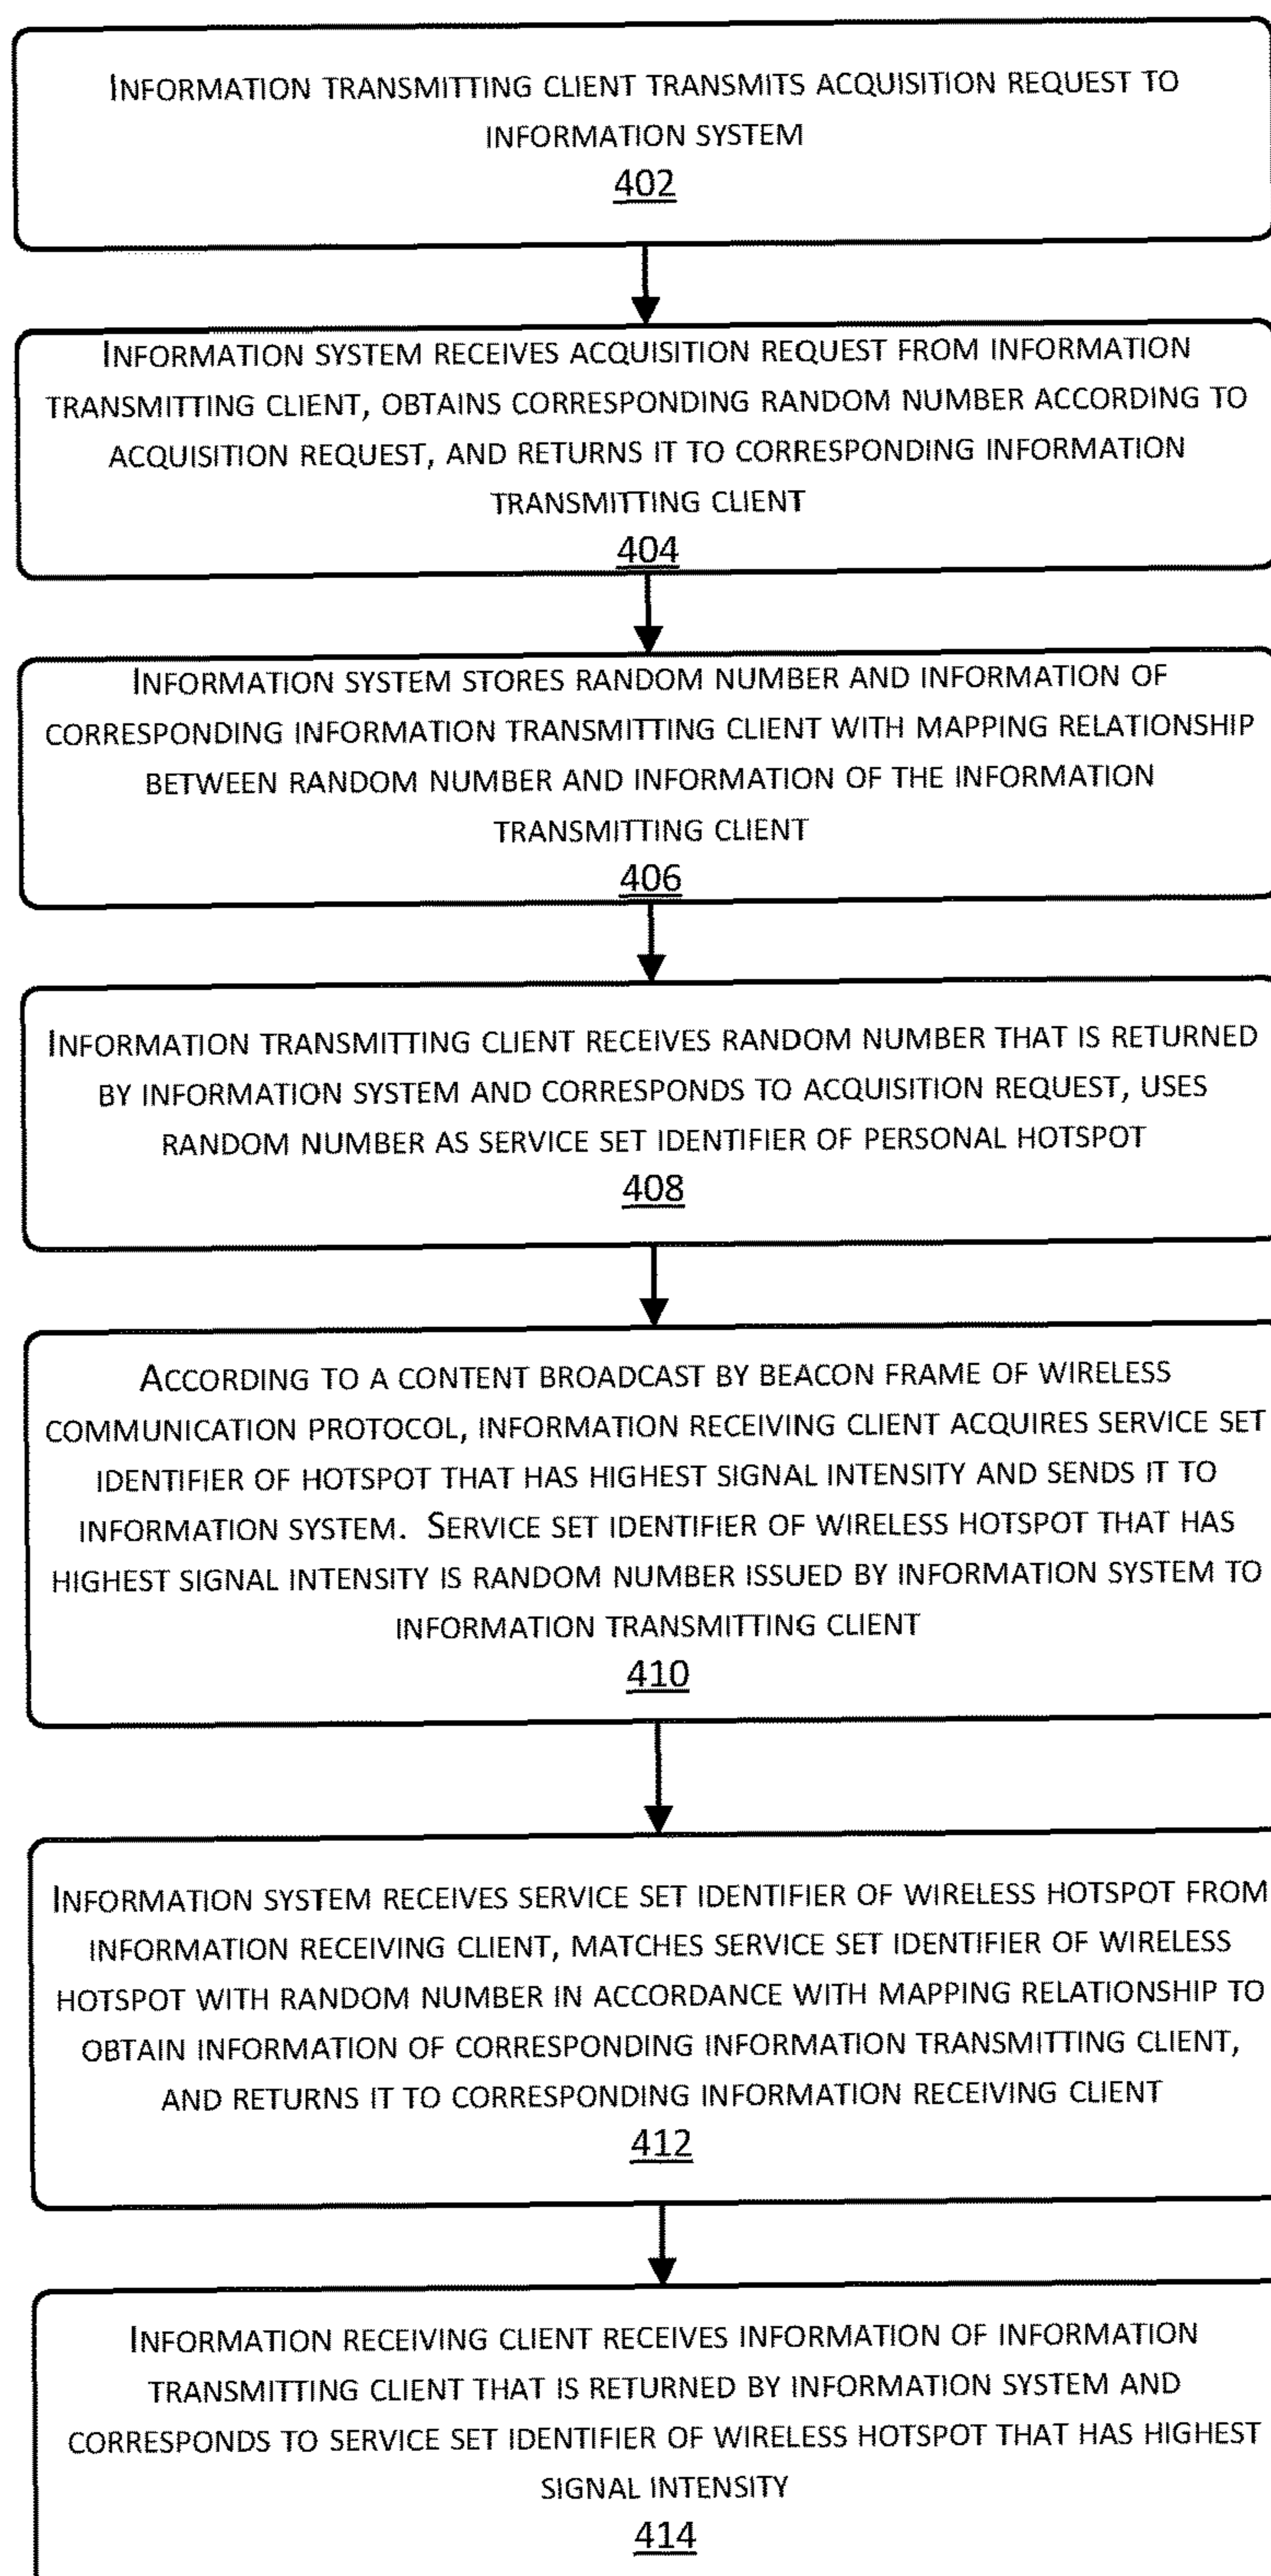 INFORMATION TRANSMITTING CLIENT TRANSMITS ACQUISITION REQUEST TO
INFORMATION SYSTEM
402
INFORMATION SYSTEM RECEIVES ACQUISITION REQUEST FROM INFORMATION
TRANSMITTING CLIENT, OBTAINS CORRESPONDING RANDOM NUMBER ACCORDING TO
ACQUISITION REQUEST, AND RETURNS IT TO CORRESPONDING INFORMATION
TRANSMITTING CLIENT
404
INFORMATION SYSTEM STORES RANDOM NUMBER AND INFORMATION OF
CORRESPONDING INFORMATION TRANSMITTING CLIENT WITH MAPPING RELATIONSHIP
BETWEEN RANDOM NUMBER AND INFORMATION OF THE INFORMATION
TRANSMITTING CLIENT
406
INFORMATION TRANSMITTING CLIENT RECEIVES RANDOM NUMBER THAT IS RETURNED
BY INFORMATION SYSTEM AND CORRESPONDS TO ACQUISITION REQUEST, USES
RANDOM NUMBER AS SERVICE SET IDENTIFIER OF PERSONAL HOTSPOT
408
ACCORDING TO A CONTENT BROADCAST BY BEACON FRAME OF WIRELESS
COMMUNICATION PROTOCOL, INFORMATION RECEIVING CLIENT ACQUIRES SERVICE SET
IDENTIFIER OF HOTSPOT THAT HAS HIGHEST SIGNAL INTENSITY AND SENDS IT TO
INFORMATION SYSTEM. SERVICE SET IDENTIFIER OF WIRELESS HOTSPOT THAT HAS
HIGHEST SIGNAL INTENSITY IS RANDOM NUMBER ISSUED BY INFORMATION SYSTEM TO
INFORMATION TRANSMITTING CLIENT
410
INFORMATION SYSTEM RECEIVES SERVICE SET IDENTIFIER OF WIRELESS HOTSPOT FROM
INFORMATION RECEIVING CLIENT, MATCHES SERVICE SET IDENTIFIER OF WIRELESS
HOTSPOT WITH RANDOM NUMBER IN ACCORDANCE WITH MAPPING RELATIONSHIP TO
OBTAIN INFORMATION OF CORRESPONDING INFORMATION TRANSMITTING CLIENT,
AND RETURNS IT TO CORRESPONDING INFORMATION RECEIVING CLIENT
412
INFORMATION RECEIVING CLIENT RECEIVES INFORMATION OF INFORMATION
TRANSMITTING CLIENT THAT IS RETURNED BY INFORMATION SYSTEM AND
CORRESPONDS TO SERVICE SET IDENTIFIER OF WIRELESS HOTSPOT THAT HAS HIGHEST
SIGNAL INTENSITY
414